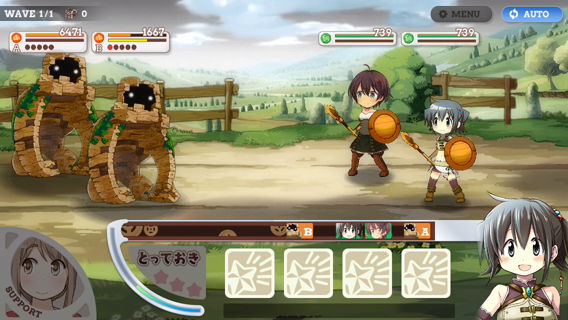 WAVE 1/1 0
MENU
AUTO
6471
A
1667
B
739
739
B
A
とっておき
SUPPORT